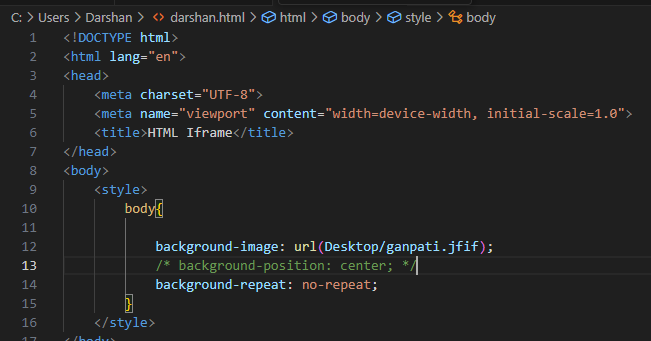 C: > Users > Darshan > <> darshan.html > html > body > style > body
1 <!DOCTYPE html>
2 <html lang="en">
3 <head>
4 <meta charset="UTF-8">
5 <meta name="viewport" content="width=device-width, initial-scale=1.0">
6 <title>HTML Iframe</title>
7 </head>
8 <body>
9 <style>
10 body{
11
12 background-image: url(Desktop/ganpati.jfif);
13 /* background-position: center; */
14 background-repeat: no-repeat;
15 }
16 </style>
17 </body>